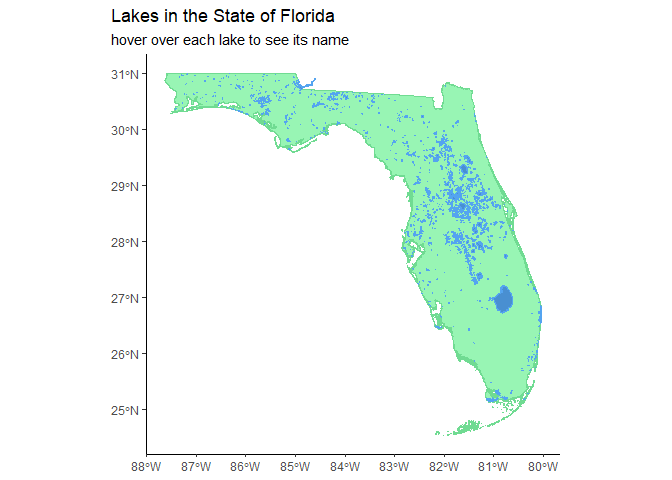 Lakes in the State of Florida
hover over each lake to see its name
31°N
30°N
29°N
28°N
27°N
26°N
25°N
88°W 87°W 86°W 85°W 84°W 83°W 82°W 81°W 80°W